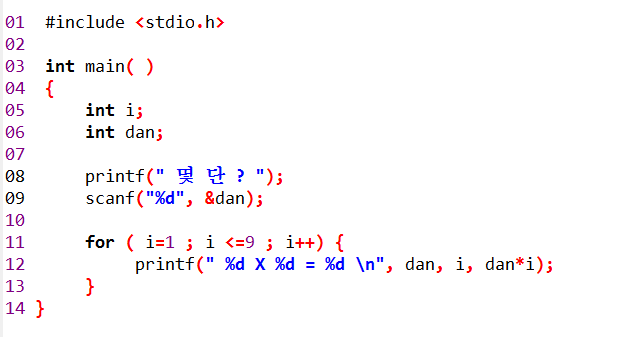 01 #include <stdio.h>
02
03 int main( )
04 {
05 int i;
06 int dan;
07
08 printf(" 몇 단 ? ");
09 scanf("%d", &dan);
10
11 for ( i=1 ; i <=9 ; i++) {
12 printf(" %d X %d = %d \n", dan, i, dan*i);
13 }
14 }